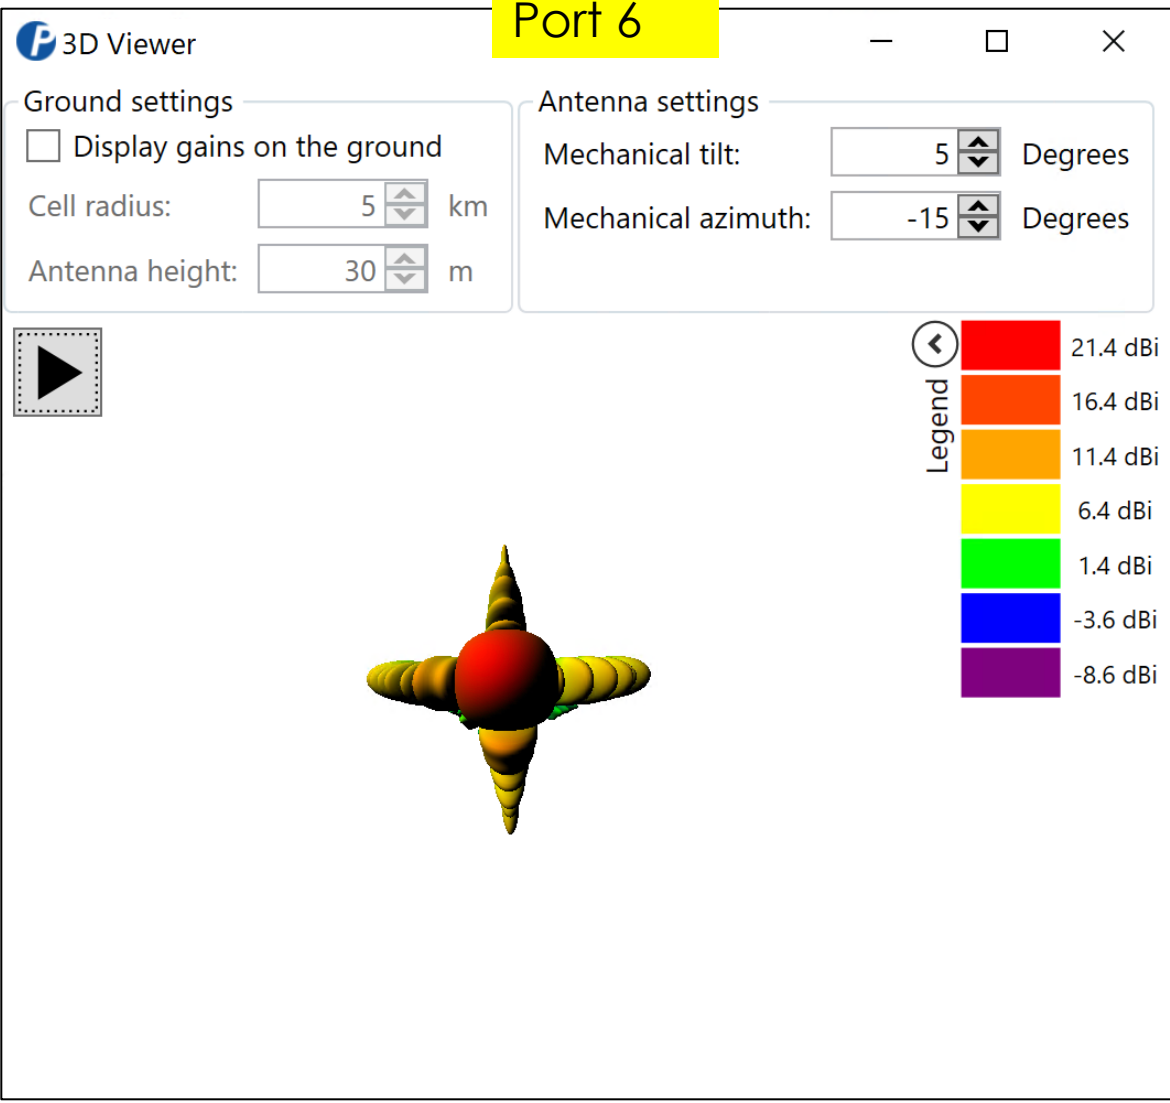 Port 6
3D Viewer
Ground settings
Display gains on the ground
Cell radius: 5 km
Antenna height: 30 m
Antenna settings
Mechanical tilt: 5 Degrees
Mechanical azimuth: -15 Degrees
Legend
21.4 dBi
16.4 dBi
11.4 dBi
6.4 dBi
1.4 dBi
-3.6 dBi
-8.6 dBi